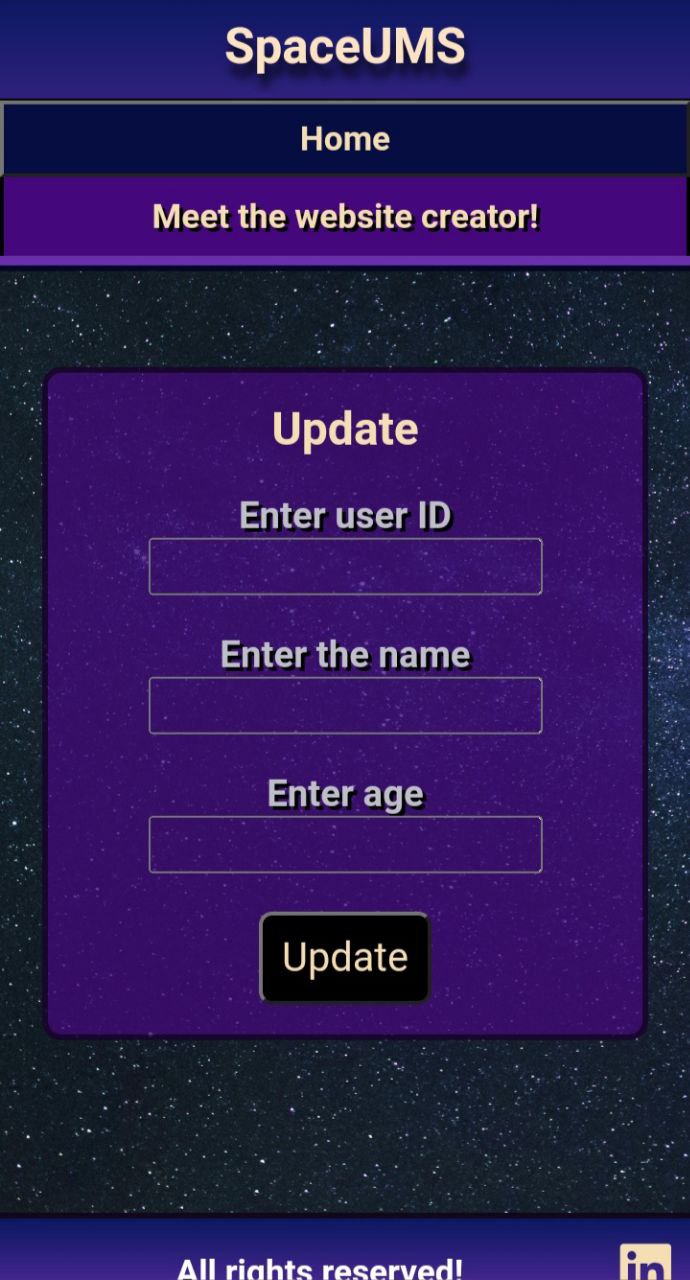 SpaceUMS
Home
Meet the website creator!
Update
Enter user ID
Enter the name
Enter age
Update
All rights reserved!
in